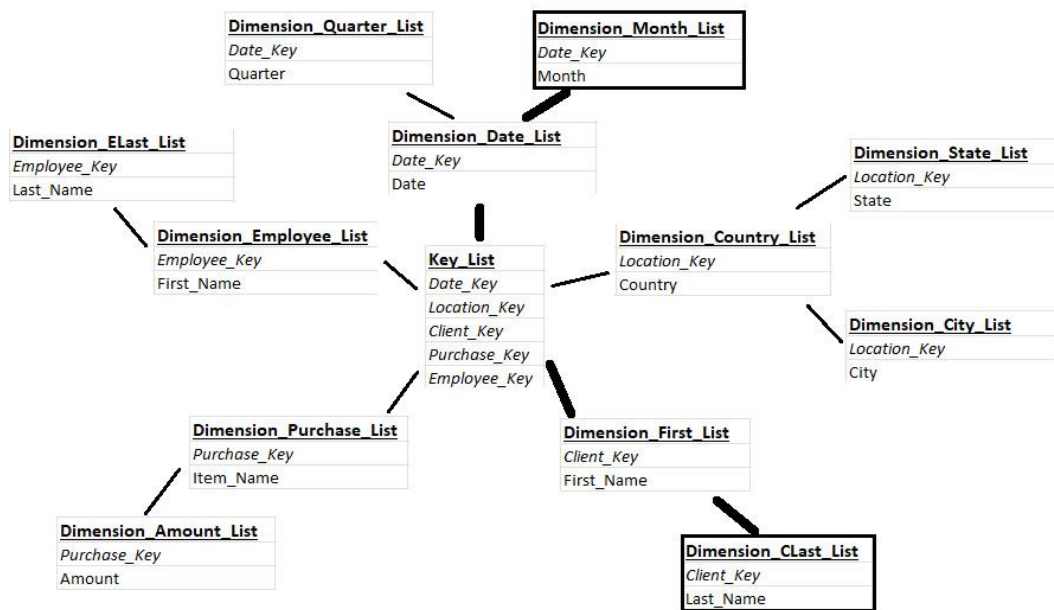 Dimension_Quarter_List
Date_Key
Quarter
Dimension_Month_List
Date_Key
Month
Dimension_ELast_List
Employee_Key
Last_Name
Dimension_Date_List
Date_Key
Date
Dimension_State_List
Location_Key
State
Dimension_Employee_List
Employee_Key
First_Name
Key_List
Date_Key
Location_Key
Client_Key
Purchase_Key
Employee_Key
Dimension_Country_List
Location_Key
Country
Dimension_City_List
Location_Key
City
Dimension_Purchase_List
Purchase_Key
Item_Name
Dimension_First_List
Client_Key
First_Name
Dimension_Amount_List
Purchase_Key
Amount
Dimension_CLast_List
Client_Key
Last_Name